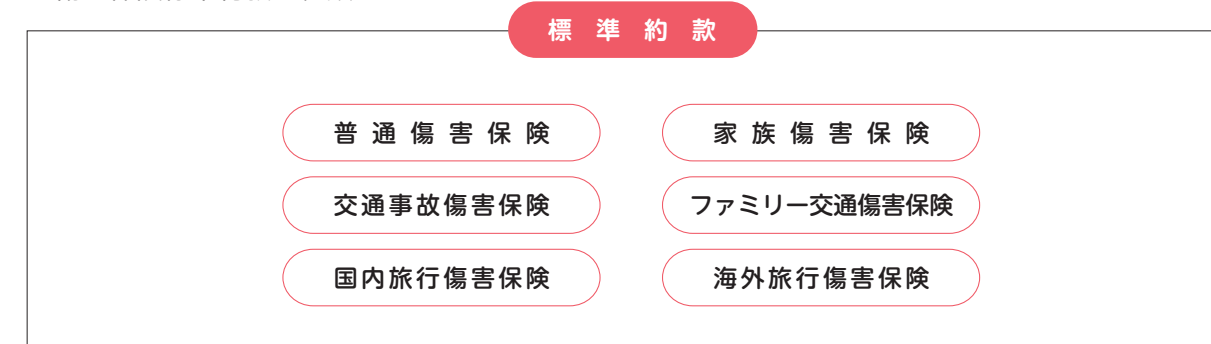 標準約款
普通傷害保険
家族傷害保険
交通事故傷害保険
ファミリー交通傷害保険
国内旅行傷害保険
海外旅行傷害保険